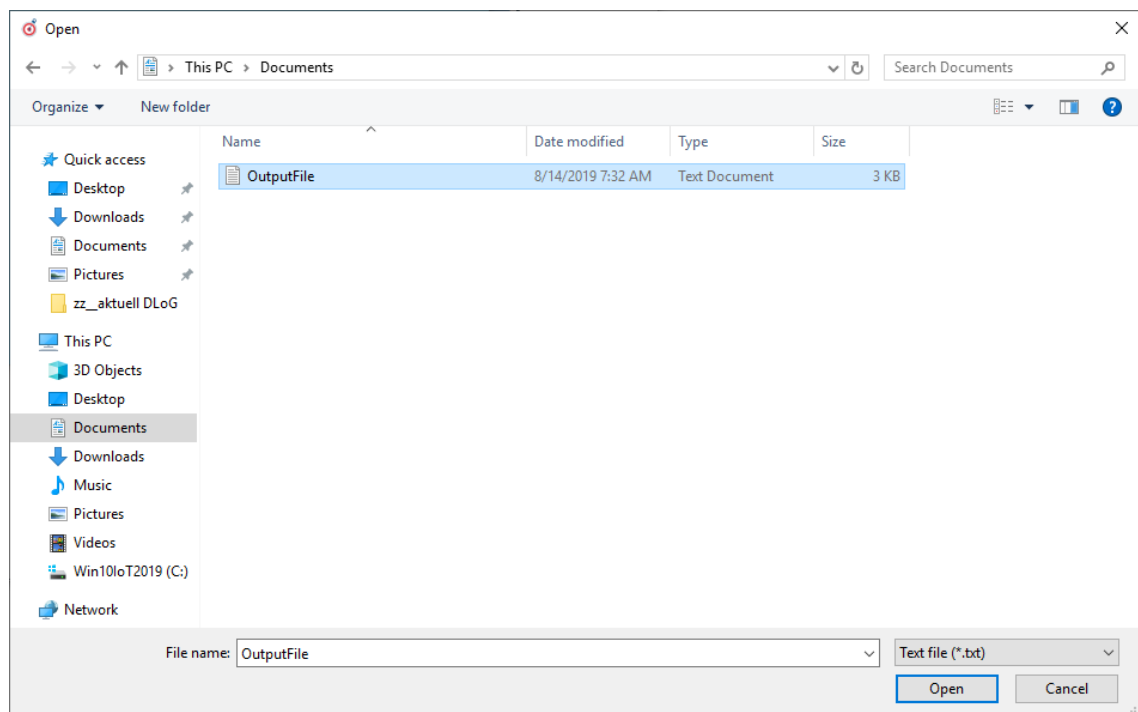 Open
This PC > Documents
Search Documents
Organize
New folder
Name
Date modified
Type
Size
OutputFile
8/14/2019 7:32 AM
Text Document
3 KB
Quick access
Desktop
Downloads
Documents
Pictures
zz__aktuell DLoG
This PC
3D Objects
Desktop
Documents
Downloads
Music
Pictures
Videos
Win10IoT2019 (C:)
Network
File name:
OutputFile
Text file (*.txt)
Open
Cancel